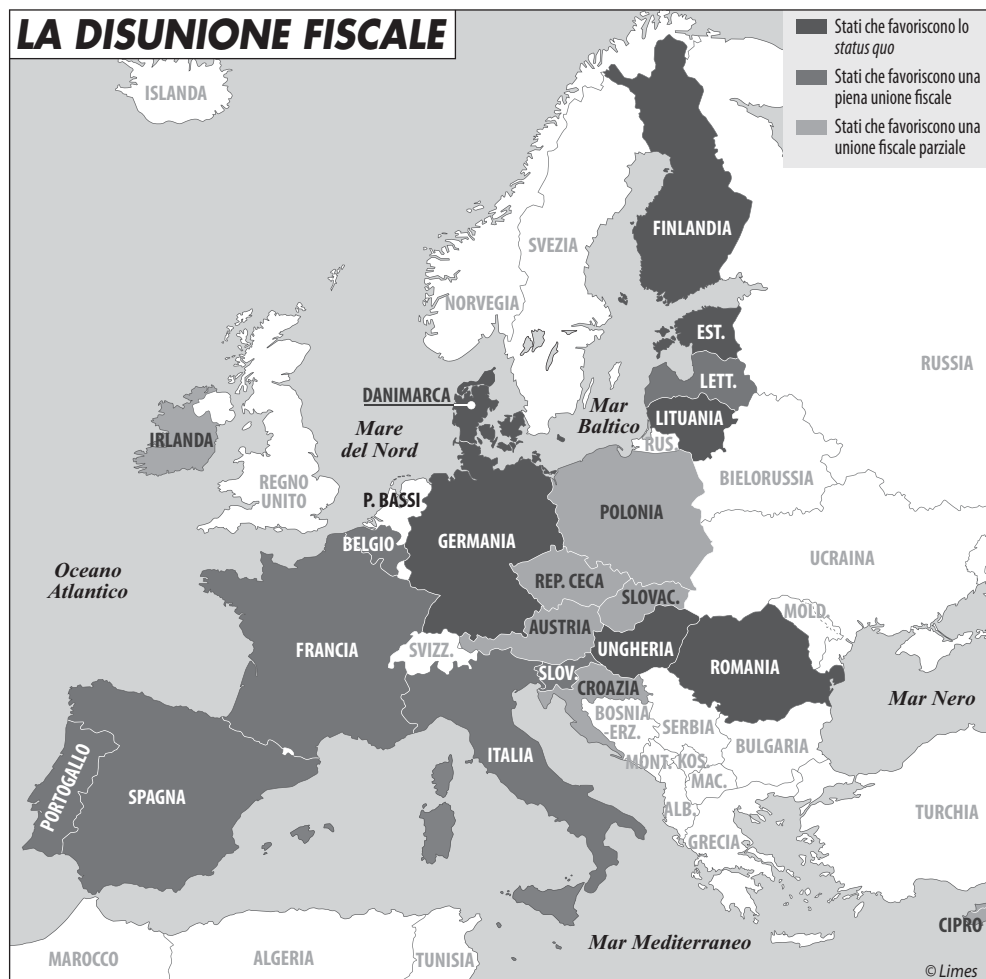 LA DISUNIONE FISCALE
Stati che favoriscono lo
status quo
Stati che favoriscono una
piena unione fiscale
Stati che favoriscono una
unione fiscale parziale
ISLANDA
FINLANDIA
SVEZIA
NORVEGIA
EST.
RUSSIA
LETT.
DANIMARCA
Mar
Baltico
LITUANIA
Mare
del Nord
IRLANDA
RUS.
BIELORUSSIA
REGNO
UNITO
P. BASSI
POLONIA
BELGIO
GERMANIA
UCRAINA
Oceano
Atlantico
REP. CECA
SLOVAC.
MOLD.
AUSTRIA
FRANCIA
SVIZZ.
UNGHERIA
ROMANIA
SLOV.
CROAZIA
Mar Nero
BOSNIA
-ERZ.
SERBIA
BULGARIA
ITALIA
MONT.
KOS.
MAC.
PORTOGALLO
SPAGNA
ALB.
TURCHIA
GRECIA
CIPRO
Mar Mediterraneo
MAROCCO
ALGERIA
TUNISIA
© Limes